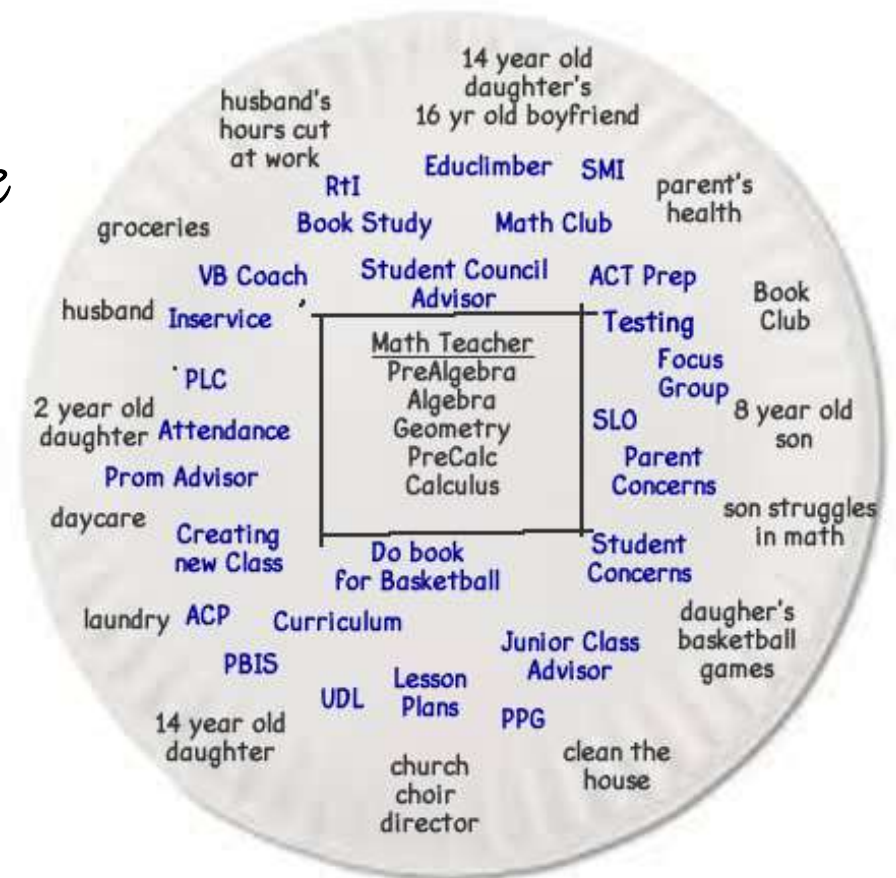 14 year old
daughter's
16 yr old boyfriend
husband's
hours cut
at work
e
Educlimber
SMI
RtI
parent's
health
groceries
Book Study
Math Club
VB Coach
Student Council
Advisor
ACT Prep
Book
Club
husband
Inservice
Testing
Math Teacher
PreAlgebra
Algebra
Geometry
PreCalc
Calculus
Focus
Group
PLC
2 year old
daughter
Attendance
SLO
8 year old
son
Prom Advisor
Parent
Concerns
daycare
son struggles
in math
Creating
new Class
Do book
for Basketball
Student
Concerns
laundry
ACP
Curriculum
daugher's
basketball
games
PBIS
Junior Class
Advisor
UDL
Lesson
Plans
PPG
14 year old
daughter
church
choir
director
clean the
house